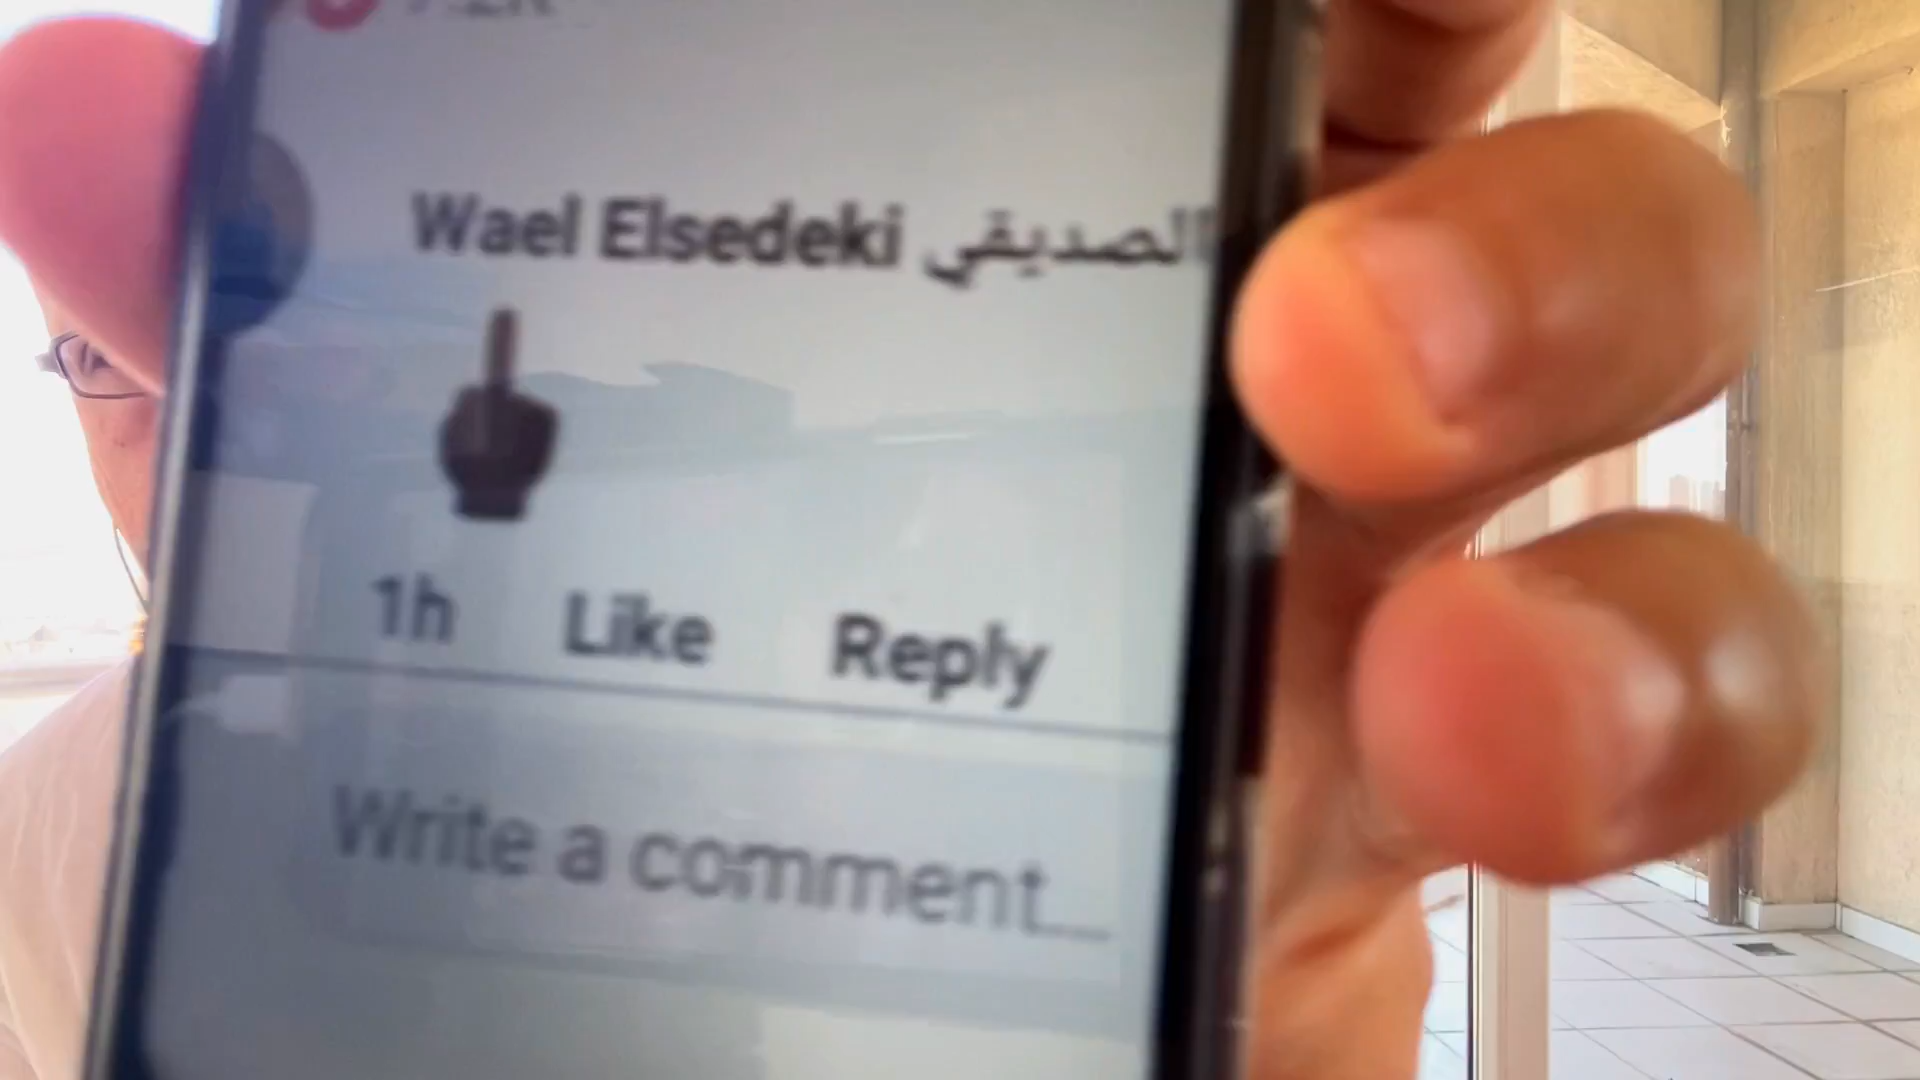 Wael Elsedeki الصديقي
1h Like Reply
Write a comment...